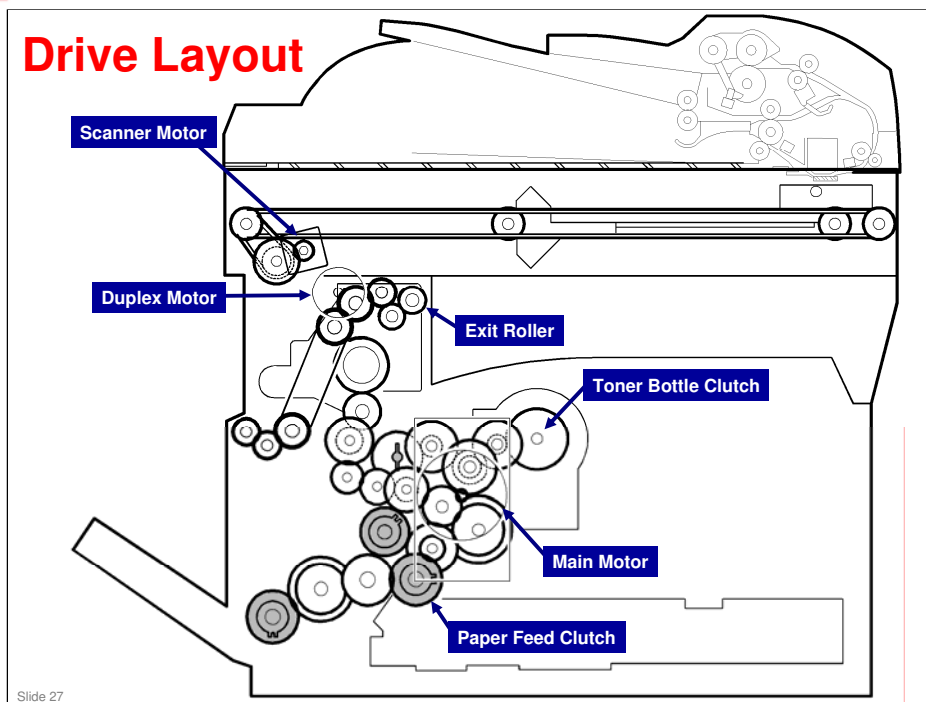 Drive Layout
Scanner Motor
Duplex Motor
Exit Roller
Toner Bottle Clutch
Main Motor
Paper Feed Clutch
Slide 27